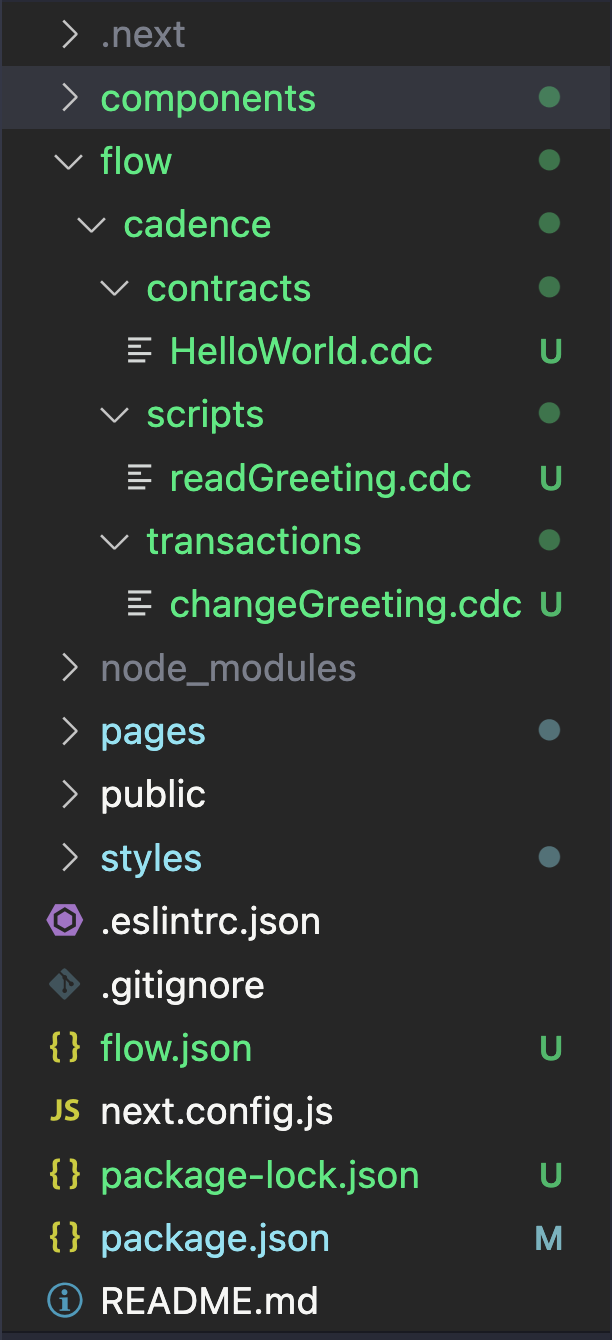 .next
components
flow
cadence
contracts
HelloWorld.cdc U
scripts
readGreeting.cdc U
transactions
changeGreeting.cdc U
node_modules
pages
public
styles
.eslintrc.json
.gitignore
{} flow.json U
JS next.config.js
{} package-lock.json U
{} package.json M
README.md